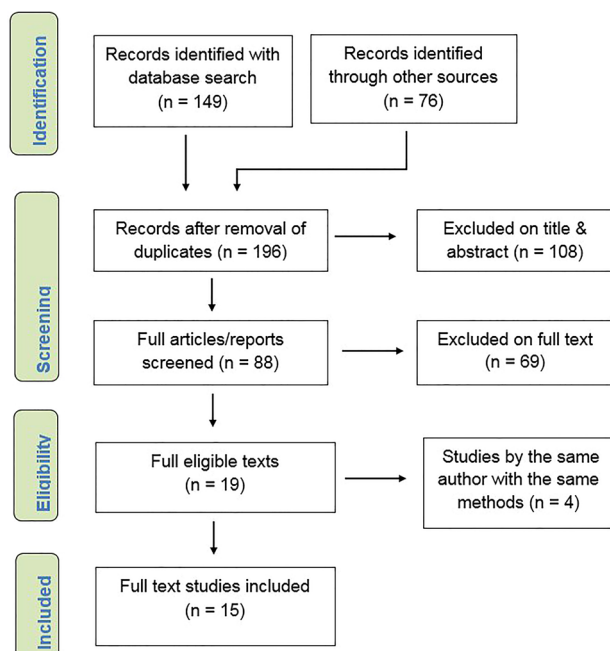 Identification
Records identified with
database search
(n = 149)
Records identified
through other sources
(n = 76)
Screening
Records after removal of
duplicates (n = 196)
Excluded on title &
abstract (n = 108)
Full articles/reports
screened (n = 88)
Excluded on full text
(n = 69)
Eligibility
Full eligible texts
(n = 19)
Studies by the same
author with the same
methods (n = 4)
Included
Full text studies included
(n = 15)